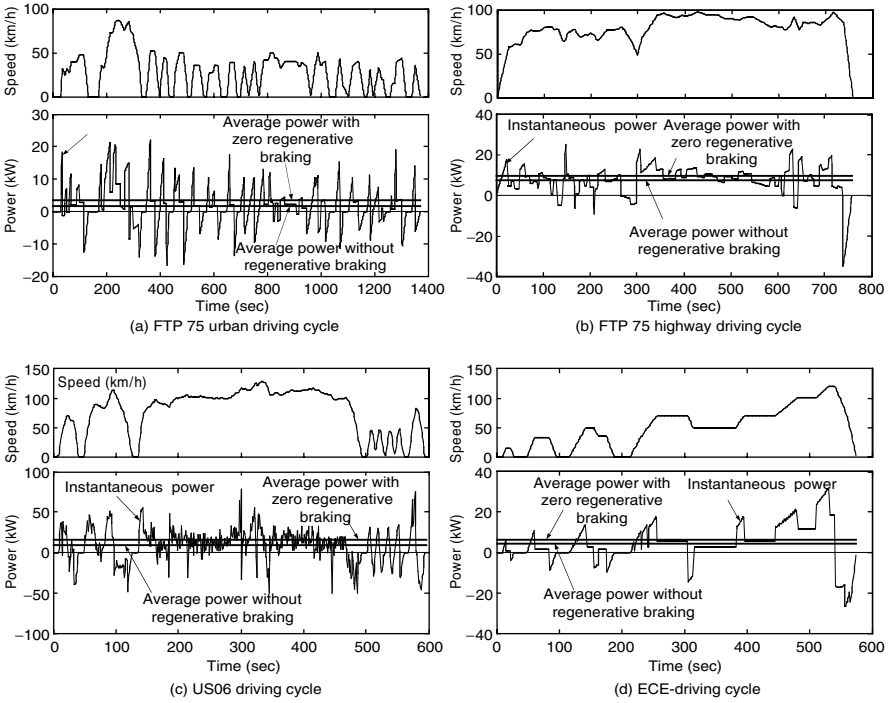 Speed (km/h)
100
50
0
Power (kW)
30
20
10
0
−10
−20
Average power with
zero regenerative
braking
Average power without
regenerative braking
0 200 400 600 800 1000 1200 1400
Time (sec)
(a) FTP 75 urban driving cycle
Speed (km/h)
100
50
0
Power (kW)
40
20
0
−20
−40
Instantaneous power
Average power with
zero regenerative
braking
Average power without
regenerative braking
0 100 200 300 400 500 600 700 800
Time (sec)
(b) FTP 75 highway driving cycle
Speed (km/h)
150
100
50
0
Speed (km/h)
Power (kW)
100
50
0
−50
−100
Instantaneous power
Average power with
zero regenerative
braking
Average power without
regenerative braking
0 100 200 300 400 500 600
Time (sec)
(c) US06 driving cycle
Speed (km/h)
150
100
50
0
Power (kW)
40
20
0
−20
−40
Average power with
zero regenerative
braking
Instantaneous power
Average power without
regenerative braking
0 100 200 300 400 500 600
Time (sec)
(d) ECE-driving cycle